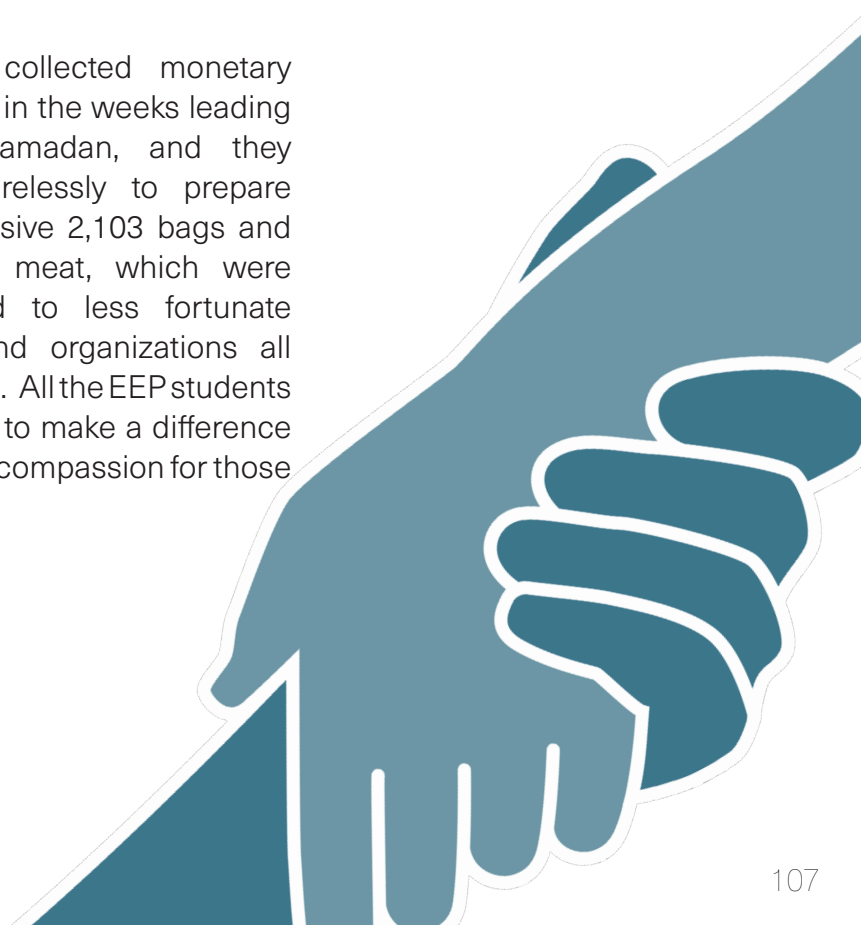 collected monetary
in the weeks leading
amadan, and they
relessly to prepare
sive 2,103 bags and
meat, which were
d to less fortunate
nd organizations all
. All the EEP students
to make a difference
compassion for those
107